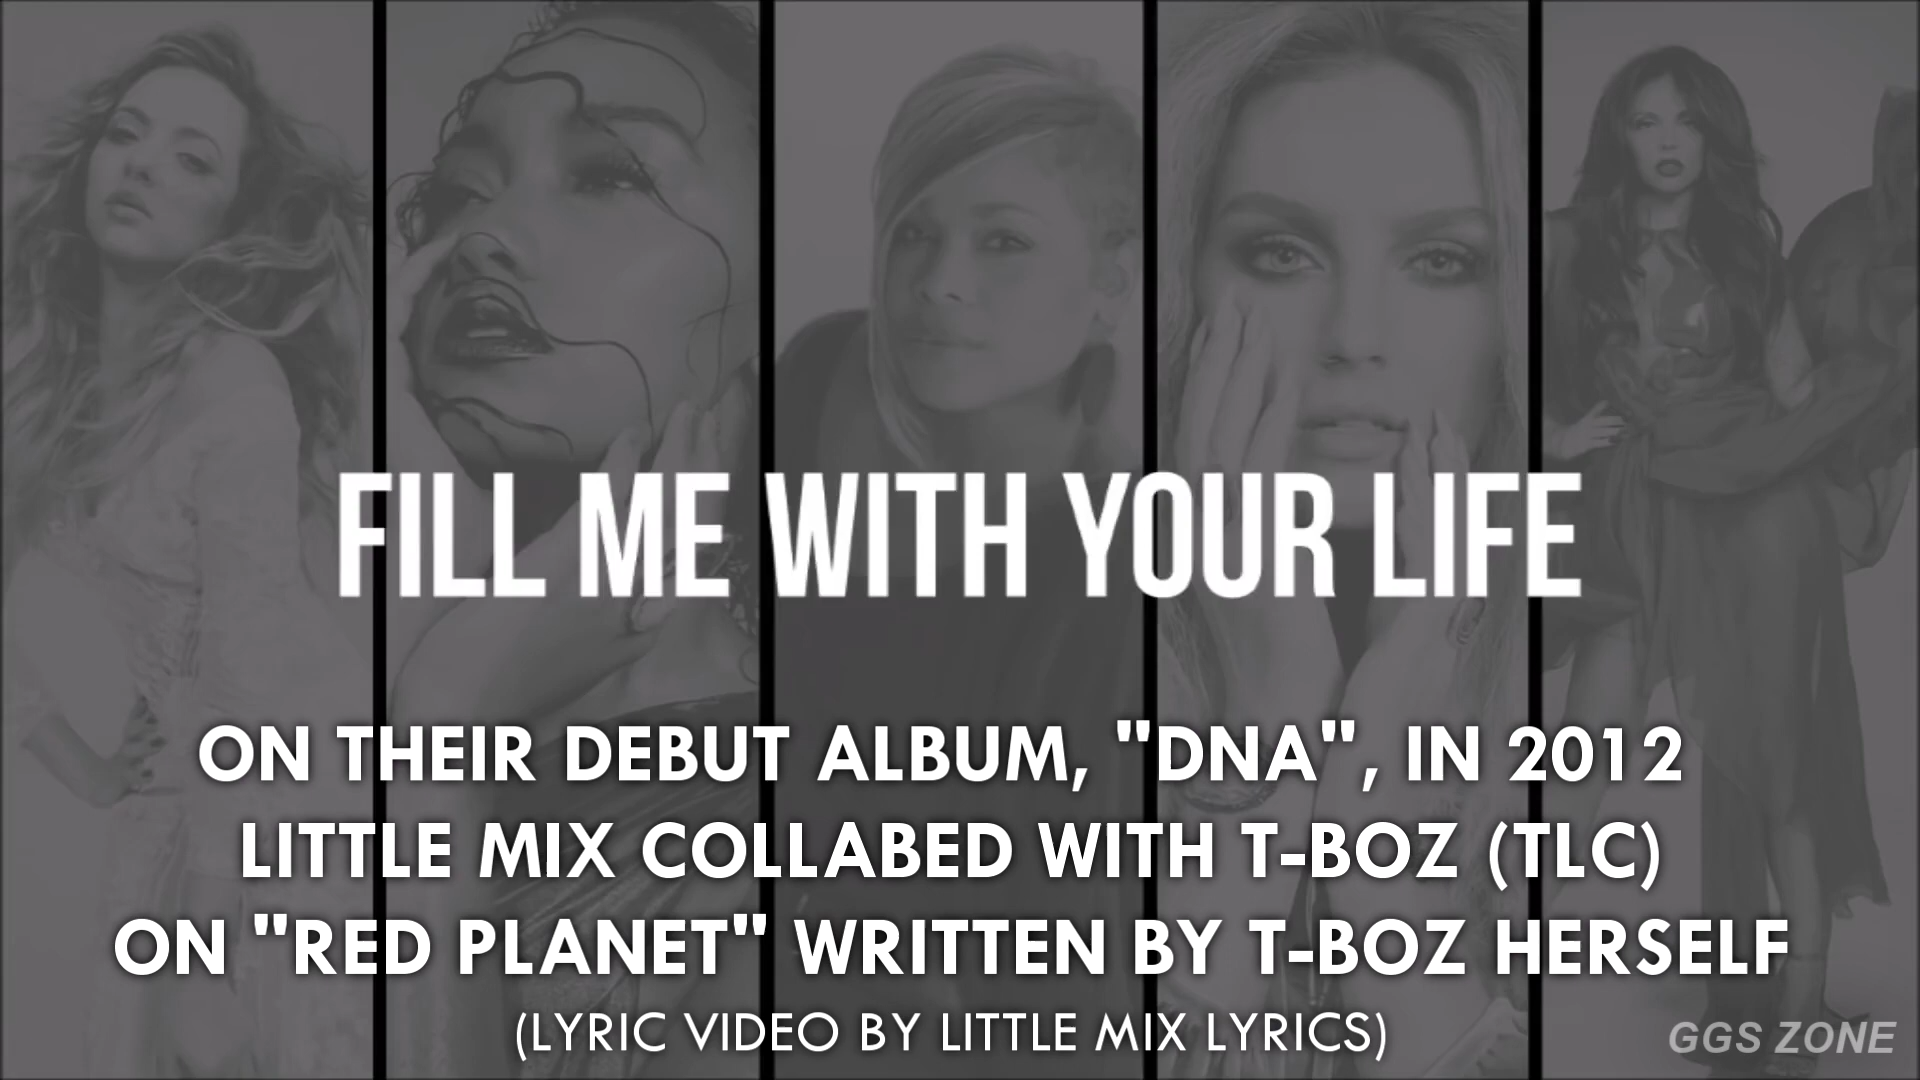 FILL ME WITH YOUR LIFE
ON THEIR DEBUT ALBUM, "DNA", IN 2012
LITTLE MIX COLLABED WITH T-BOZ (TLC)
ON "RED PLANET" WRITTEN BY T-BOZ HERSELF
(LYRIC VIDEO BY LITTLE MIX LYRICS)
GGS ZONE